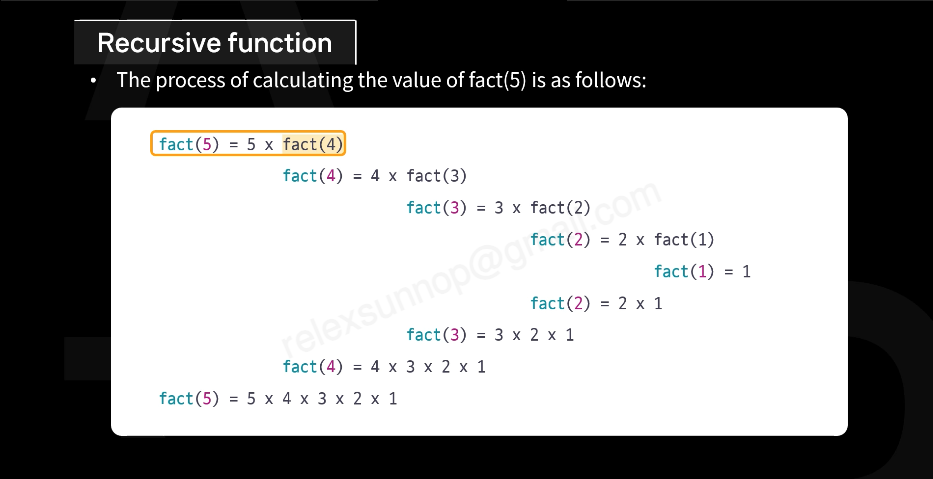 Recursive function
• The process of calculating the value of fact(5) is as follows:
fact(5) = 5 x fact(4)
fact(4) = 4 x fact(3)
fact(3) = 3 x fact(2)
fact(2) = 2 x fact(1)
fact(1) = 1
fact(2) = 2 x 1
fact(3) = 3 x 2 x 1
fact(4) = 4 x 3 x 2 x 1
fact(5) = 5 x 4 x 3 x 2 x 1
relexsunnop@gmail.com